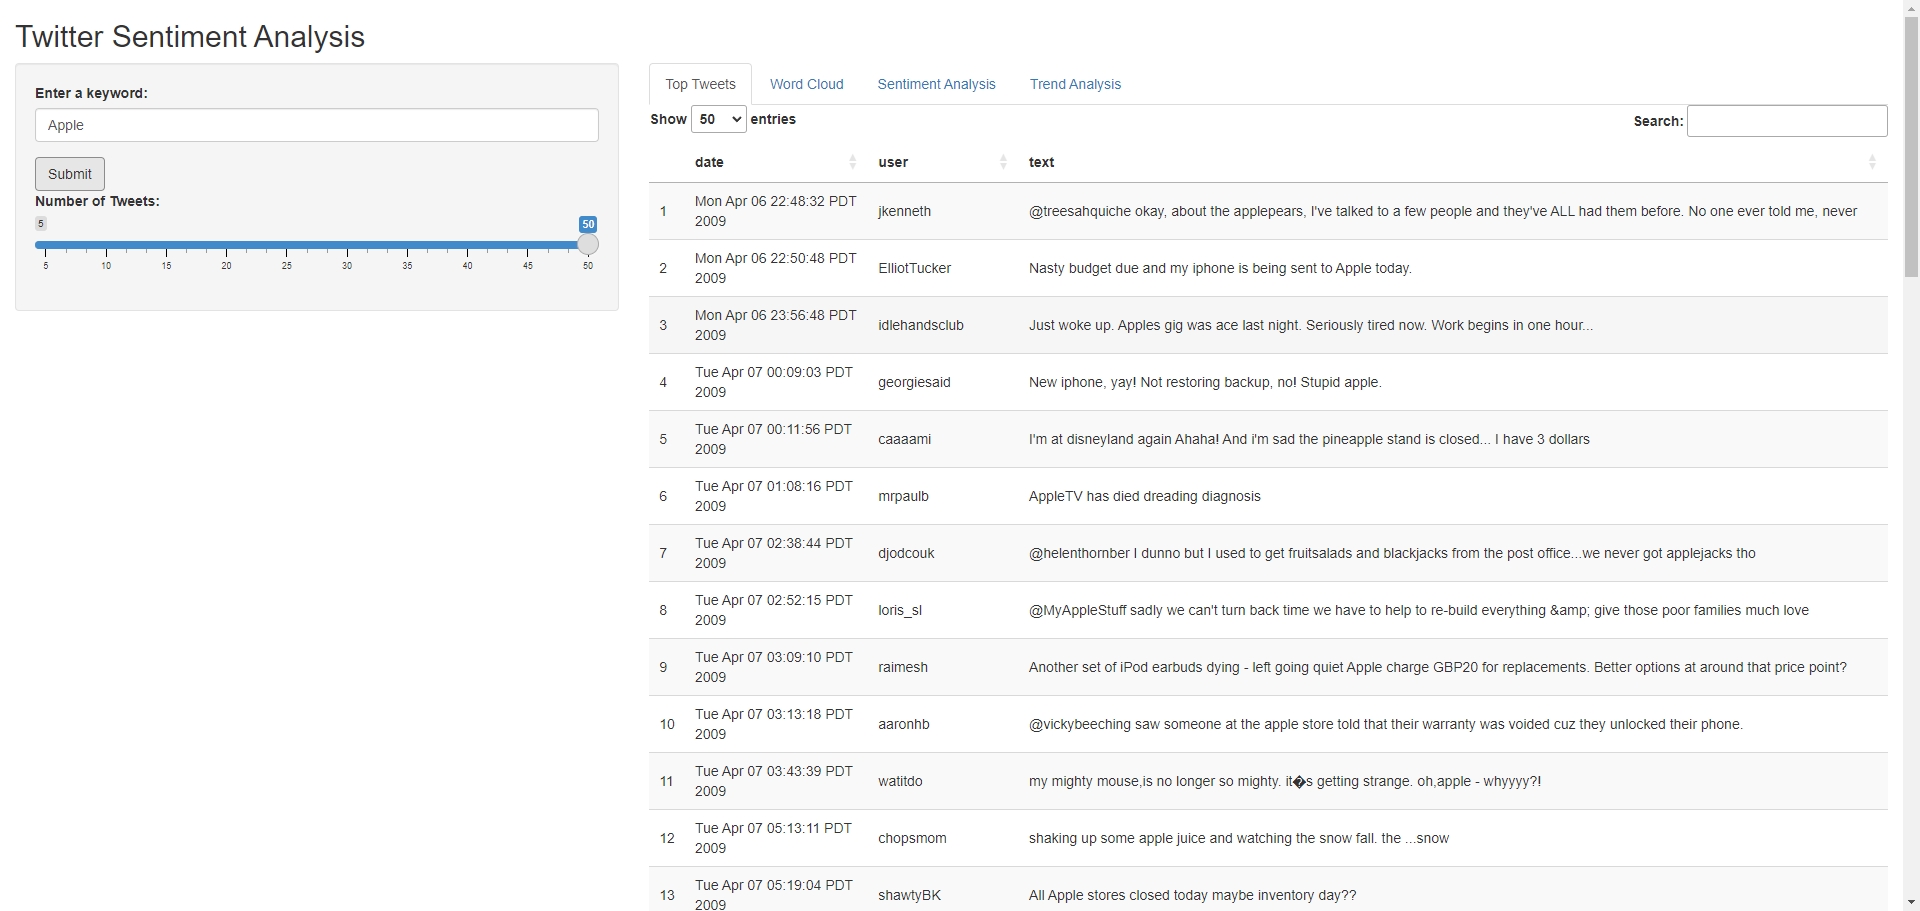 Twitter Sentiment Analysis
Enter a keyword:
Apple
Submit
Number of Tweets:
5 50
5 10 15 20 25 30 35 40 45 50
Top Tweets Word Cloud Sentiment Analysis Trend Analysis
Show 50 entries Search:
date user text
1 Mon Apr 06 22:48:32 PDT 2009 jkenneth @treesahquiche okay, about the applepears, I've talked to a few people and they've ALL had them before. No one ever told me, never
2 Mon Apr 06 22:50:48 PDT 2009 ElliotTucker Nasty budget due and my iphone is being sent to Apple today.
3 Mon Apr 06 23:56:48 PDT 2009 idlehandsclub Just woke up. Apples gig was ace last night. Seriously tired now. Work begins in one hour...
4 Tue Apr 07 00:09:03 PDT 2009 georgiesaid New iphone, yay! Not restoring backup, no! Stupid apple.
5 Tue Apr 07 00:11:56 PDT 2009 caaaami I'm at disneyland again Ahaha! And i'm sad the pineapple stand is closed... I have 3 dollars
6 Tue Apr 07 01:08:16 PDT 2009 mrpaulb AppleTV has died dreading diagnosis
7 Tue Apr 07 02:38:44 PDT 2009 djodcouk @helenthornber I dunno but I used to get fruitsalads and blackjacks from the post office...we never got applejacks tho
8 Tue Apr 07 02:52:15 PDT 2009 loris_sl @MyAppleStuff sadly we can't turn back time we have to help to re-build everything &amp; give those poor families much love
9 Tue Apr 07 03:09:10 PDT 2009 raimesh Another set of iPod earbuds dying - left going quiet Apple charge GBP20 for replacements. Better options at around that price point?
10 Tue Apr 07 03:13:18 PDT 2009 aaronhb @vickybeeching saw someone at the apple store told that their warranty was voided cuz they unlocked their phone.
11 Tue Apr 07 03:43:39 PDT 2009 watitdo my mighty mouse,is no longer so mighty. it�s getting strange. oh,apple - whyyyy?!
12 Tue Apr 07 05:13:11 PDT 2009 chopsmom shaking up some apple juice and watching the snow fall. the ...snow
13 Tue Apr 07 05:19:04 PDT 2009 shawtyBK All Apple stores closed today maybe inventory day??